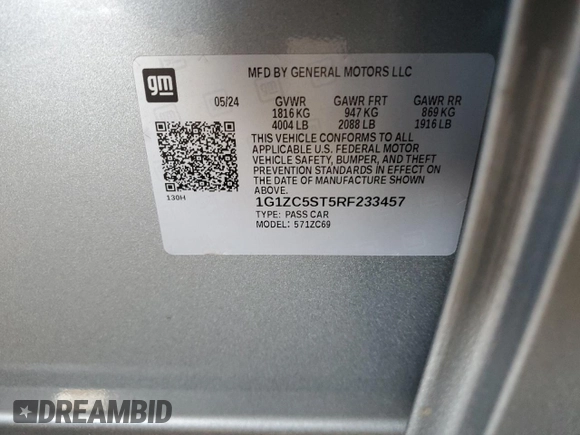 gm
MFD BY GENERAL MOTORS LLC
05/24 GVWR GAWR FRT GAWR RR
1816 KG 947 KG 869 KG
4004 LB 2088 LB 1916 LB
THIS VEHICLE CONFORMS TO ALL
APPLICABLE U.S. FEDERAL MOTOR
VEHICLE SAFETY, BUMPER, AND THEFT
PREVENTION STANDARDS IN EFFECT ON
THE DATE OF MANUFACTURE SHOWN
ABOVE.
130H
1G1ZC5ST5RF233457
TYPE: PASS CAR
MODEL: 571ZC69
DREAMBID